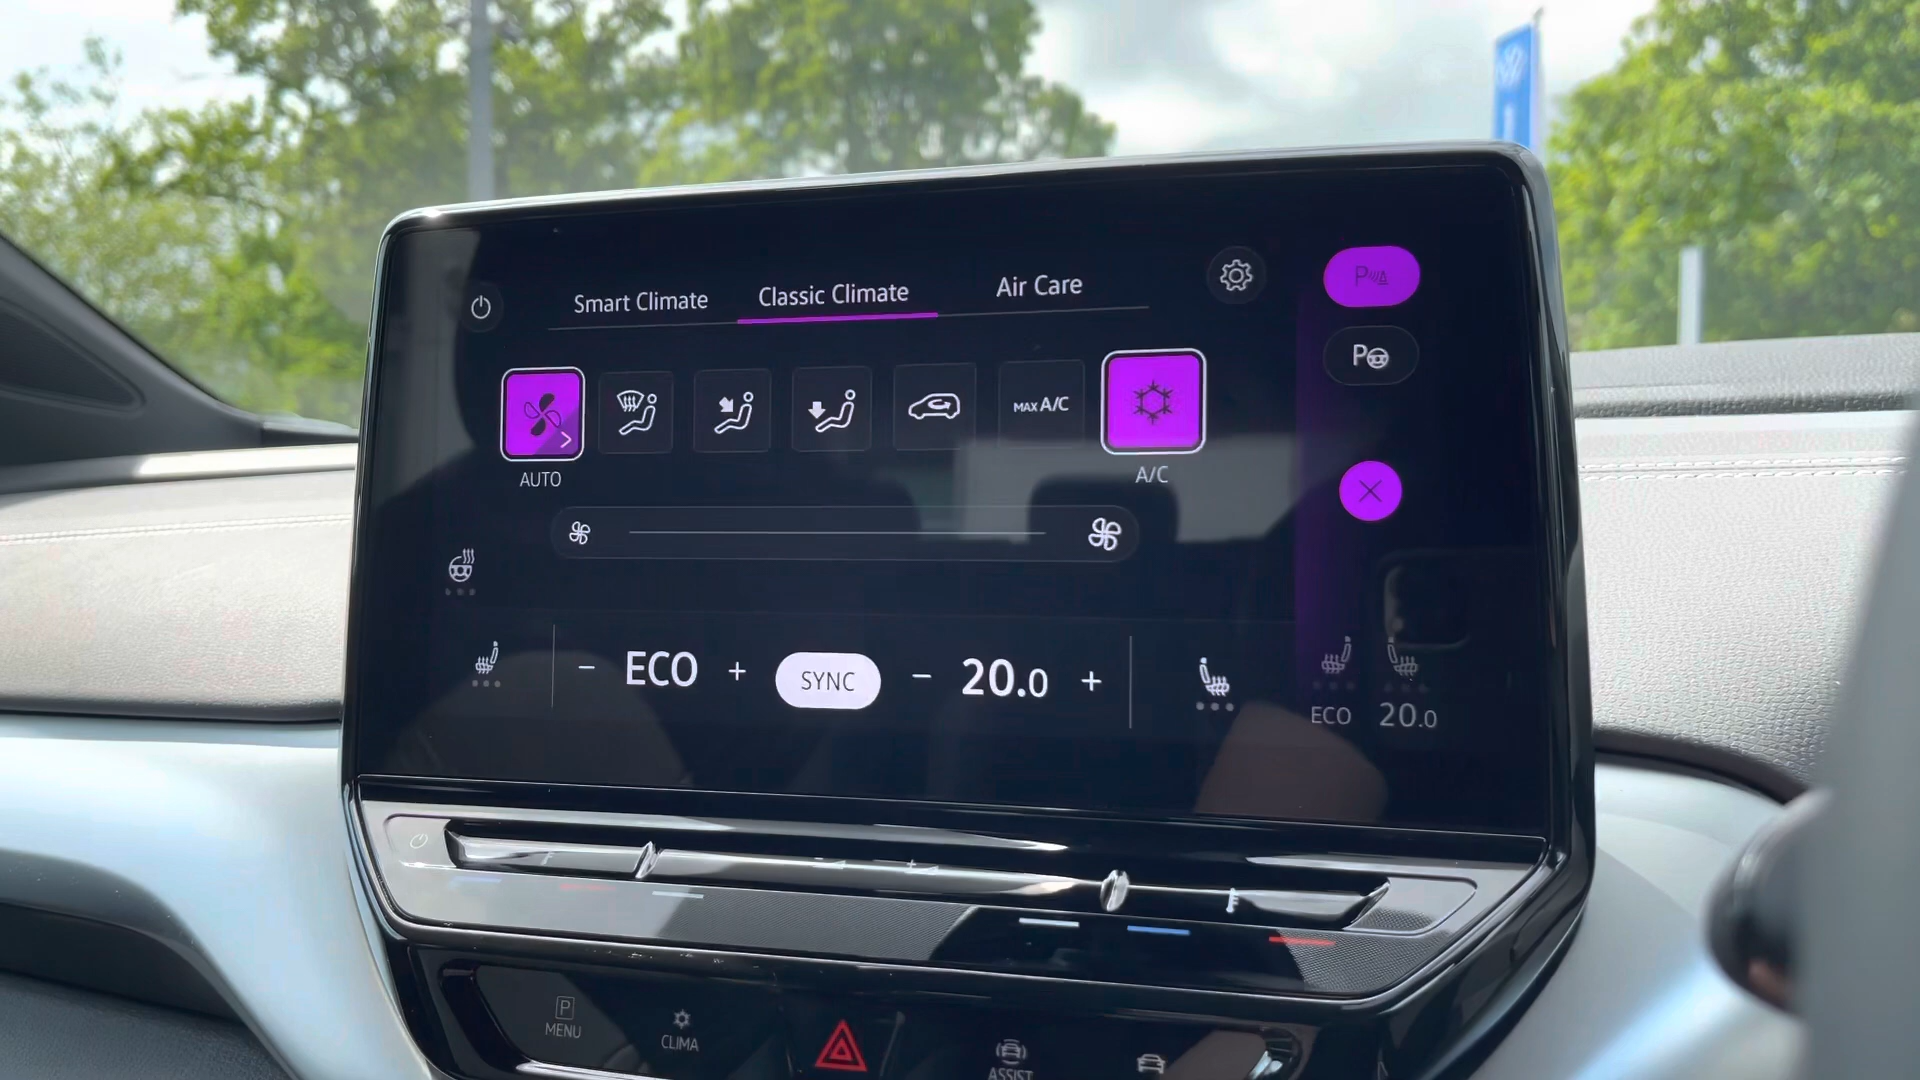 Smart Climate
Classic Climate
Air Care
P
P
MAX A/C
AUTO
A/C
- ECO +
SYNC
- 20.0 +
ECO
20.0
P
MENU
CLIMA
ASSIST